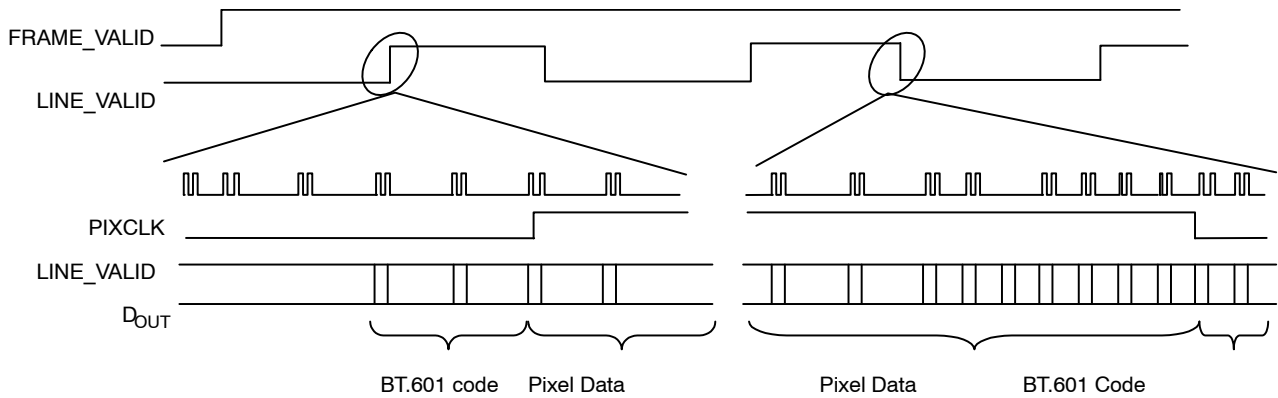 FRAME_VALID
LINE_VALID
PIXCLK
LINE_VALID
DOUT
BT.601 code Pixel Data Pixel Data BT.601 Code